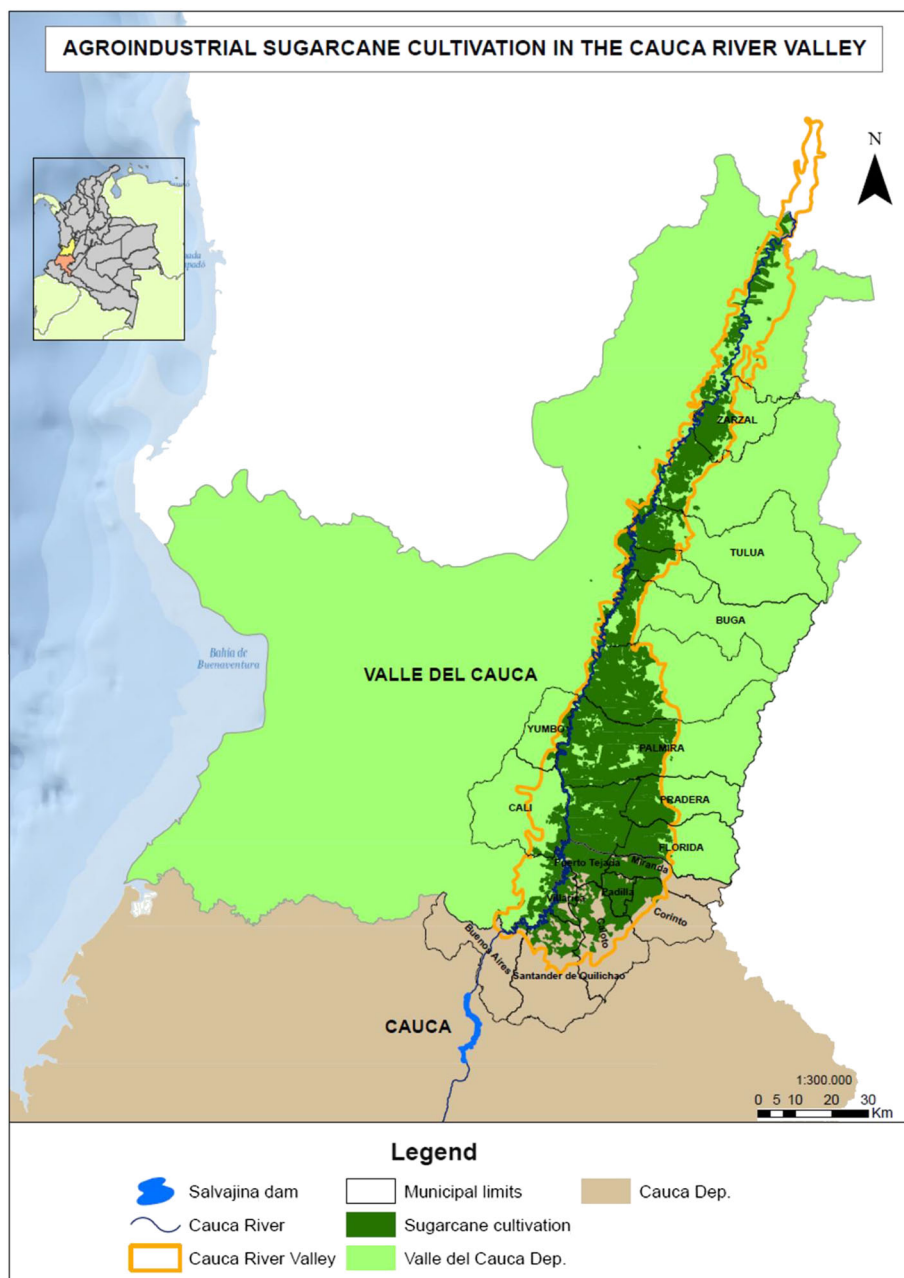 AGROINDUSTRIAL SUGARCANE CULTIVATION IN THE CAUCA RIVER VALLEY
N
ZARZAL
TULUA
BUGA
Bahía de
Buenaventura
VALLE DEL CAUCA
YUMBO
PALMIRA
CALI
PRADERA
FLORIDA
Puerto Tejada
Miranda
Padilla
Villarica
Corinto
Caloto
Buenos Aires
Santander de Quilichao
CAUCA
1:300.000
0 5 10 20 30
Km
Legend
Salvajina dam
Municipal limits
Cauca Dep.
Cauca River
Sugarcane cultivation
Cauca River Valley
Valle del Cauca Dep.